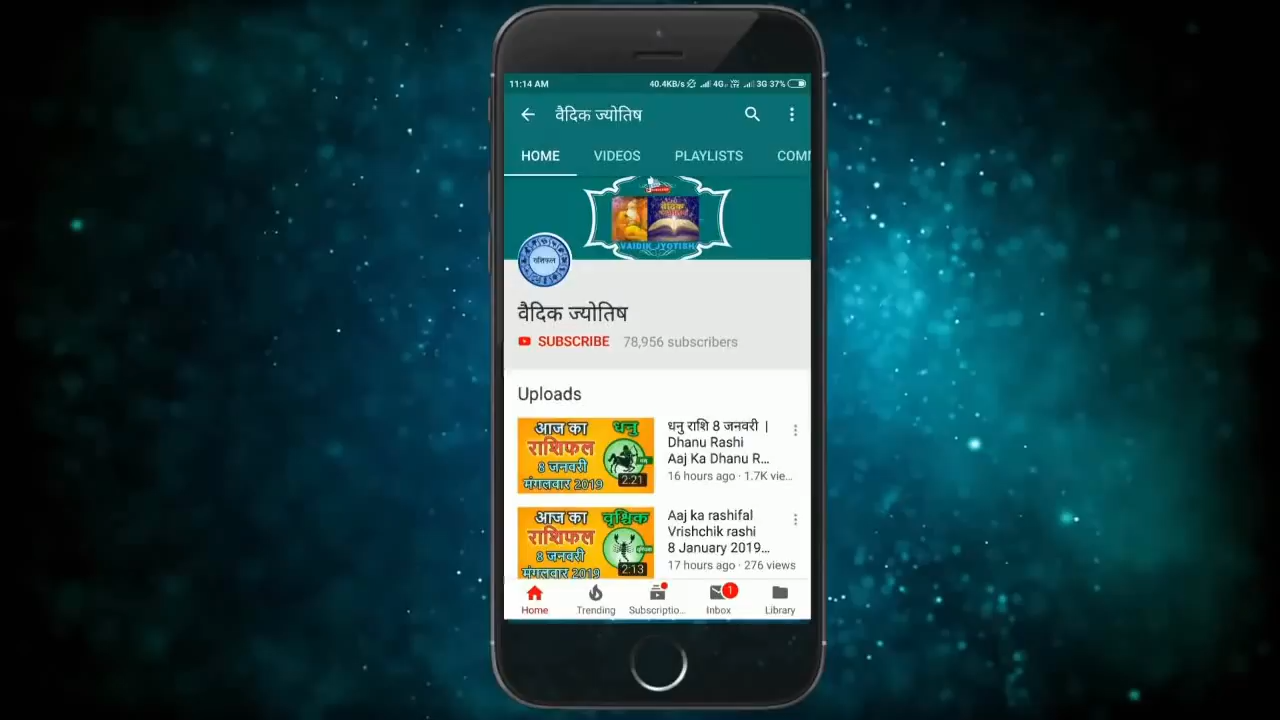 11:14 AM
40.4KB/s 4G 3G 37%
वैदिक ज्योतिष
HOME VIDEOS PLAYLISTS COMM
वैदिक
VAIDIK JYOTISH
राशिफल
वैदिक ज्योतिष
SUBSCRIBE 78,956 subscribers
Uploads
आज का धनु
राशिफल
8 जनवरी
मंगलवार 2019
2:21
धनु राशि 8 जनवरी |
Dhanu Rashi
Aaj Ka Dhanu R...
16 hours ago · 1.7K vie...
आज का वृश्चिक
राशिफल
8 जनवरी
मंगलवार 2019
2:13
Aaj ka rashifal
Vrishchik rashi
8 January 2019...
17 hours ago · 276 views
1
Home Trending Subscriptio... Inbox Library